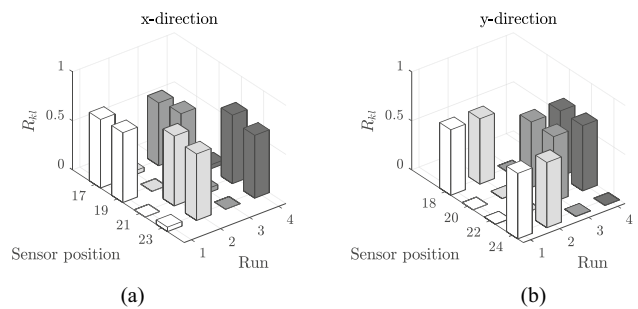 x-direction
y-direction
1
0.5
0
R_{kl}
17
19
21
23
Sensor position
1
2
3
4
Run
1
0.5
0
R_{kl}
18
20
22
24
Sensor position
1
2
3
4
Run
(a)
(b)